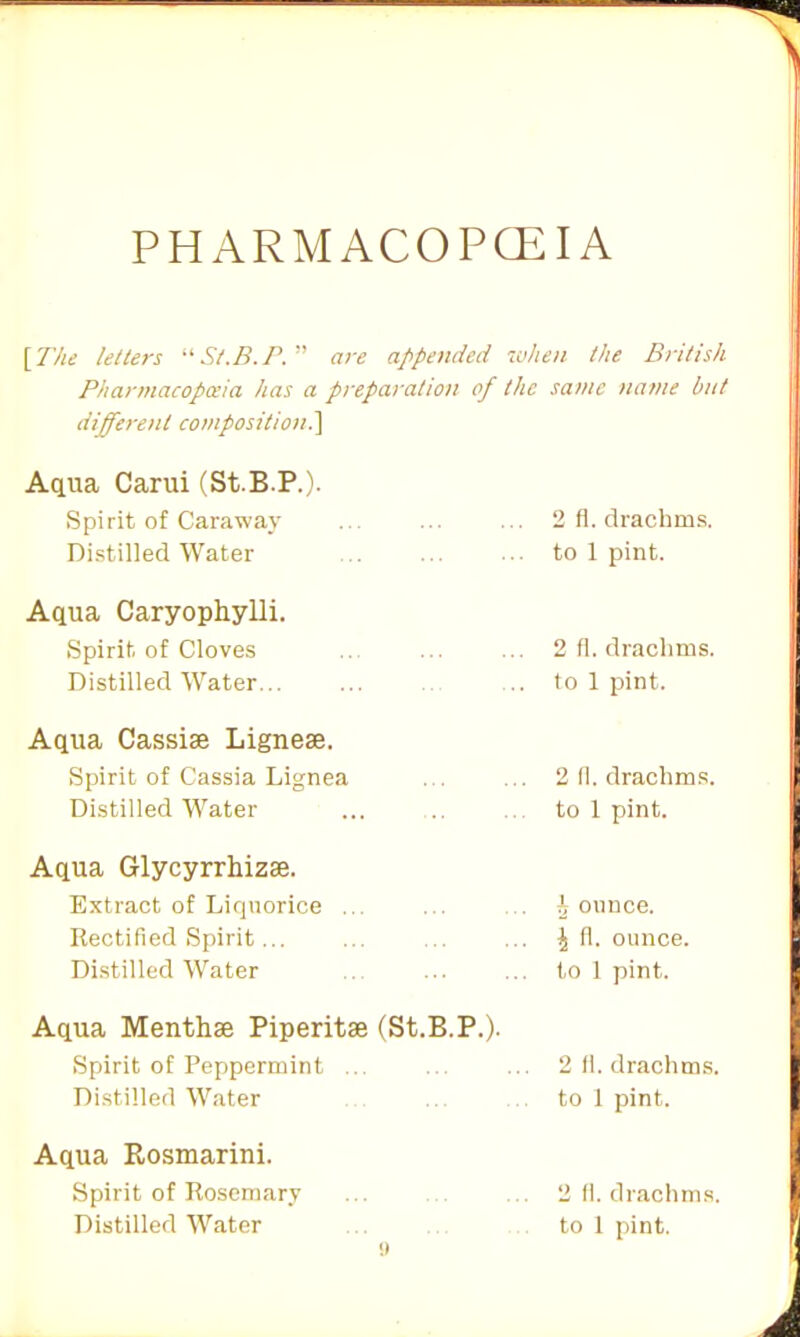 PHARMACOPŒIA
[The letters “St.B.P.” are appended when the British
Pharmacopœia has a preparation of the same name but
different composition.]
Aqua Carui (St.B.P.).
Spirit of Caraway ... ... ... 2 fl. drachms.
Distilled Water ... ... ... to 1 pint.
Aqua Caryophylli.
Spirit of Cloves ... ... ... 2 fl. drachms.
Distilled Water... ... ... ... to 1 pint.
Aqua Cassiæ Ligneæ.
Spirit of Cassia Lignea ... ... 2 fl. drachms.
Distilled Water ... ... ... to 1 pint.
Aqua Glycyrrhizæ.
Extract of Liquorice ... ... ... ½ ounce.
Rectified Spirit ... ... ... ... ½ fl. ounce.
Distilled Water ... ... ... to 1 pint.
Aqua Menthæ Piperitæ (St.B.P.).
Spirit of Peppermint ... ... ... 2 fl. drachms.
Distilled Water ... ... ... to 1 pint.
Aqua Rosmarini.
Spirit of Rosemary ... ... ... 2 fl. drachms.
Distilled Water ... ... ... to 1 pint.
9